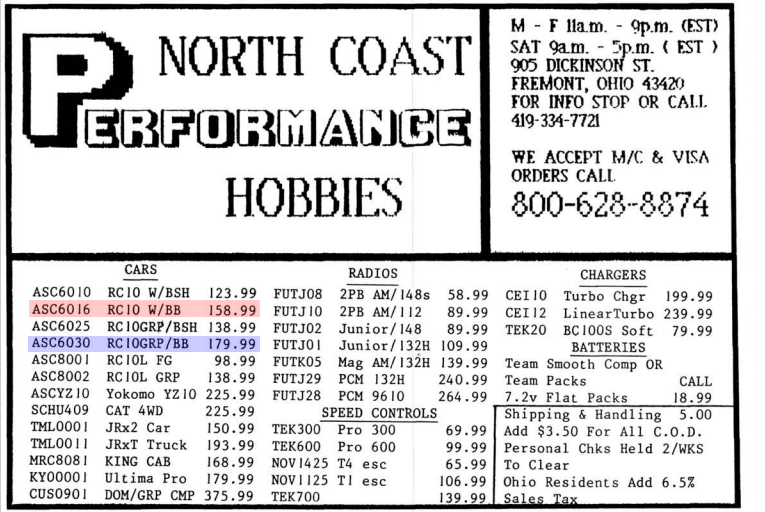 NORTH COAST
PERFORMANCE
HOBBIES
M - F 11a.m. - 9p.m. (EST)
SAT 9a.m. - 5p.m. ( EST )
905 DICKINSON ST.
FREMONT, OHIO 43420
FOR INFO STOP OR CALL
419-334-7721
WE ACCEPT M/C & VISA
ORDERS CALL
800-628-8874
CARS
ASC6010 RC10 W/BSH 123.99
ASC6016 RC10 W/BB 158.99
ASC6025 RC10GRP/BSH 138.99
ASC6030 RC10GRP/BB 179.99
ASC8001 RC10L FG 98.99
ASC8002 RC10L GRP 138.99
ASCYZ10 Yokomo YZ10 225.99
SCHU409 CAT 4WD 225.99
TML0001 JRx2 Car 150.99
TML0011 JRxT Truck 193.99
MRC8081 KING CAB 168.99
KY00001 Ultima Pro 179.99
CUS0901 DOM/GRP CMP 375.99
RADIOS
FUTJ08 2PB AM/148s 58.99
FUTJ10 2PB AM/112 89.99
FUTJ02 Junior/148 89.99
FUTJ01 Junior/132H 109.99
FUTK05 Mag AM/132H 139.99
FUTJ29 PCM 132H 240.99
FUTJ28 PCM 9610 264.99
SPEED CONTROLS
TEK300 Pro 300 69.99
TEK600 Pro 600 99.99
NOV1425 T4 esc 65.99
NOV1125 T1 esc 106.99
TEK700 139.99
CHARGERS
CE110 Turbo Chgr 199.99
CE112 LinearTurbo 239.99
TEK20 BC100S Soft 79.99
BATTERIES
Team Smooth Comp OR
Team Packs CALL
7.2v Flat Packs 18.99
Shipping & Handling 5.00
Add $3.50 For All C.O.D.
Personal Chks Held 2/WKS
To Clear
Ohio Residents Add 6.5%
Sales Tax